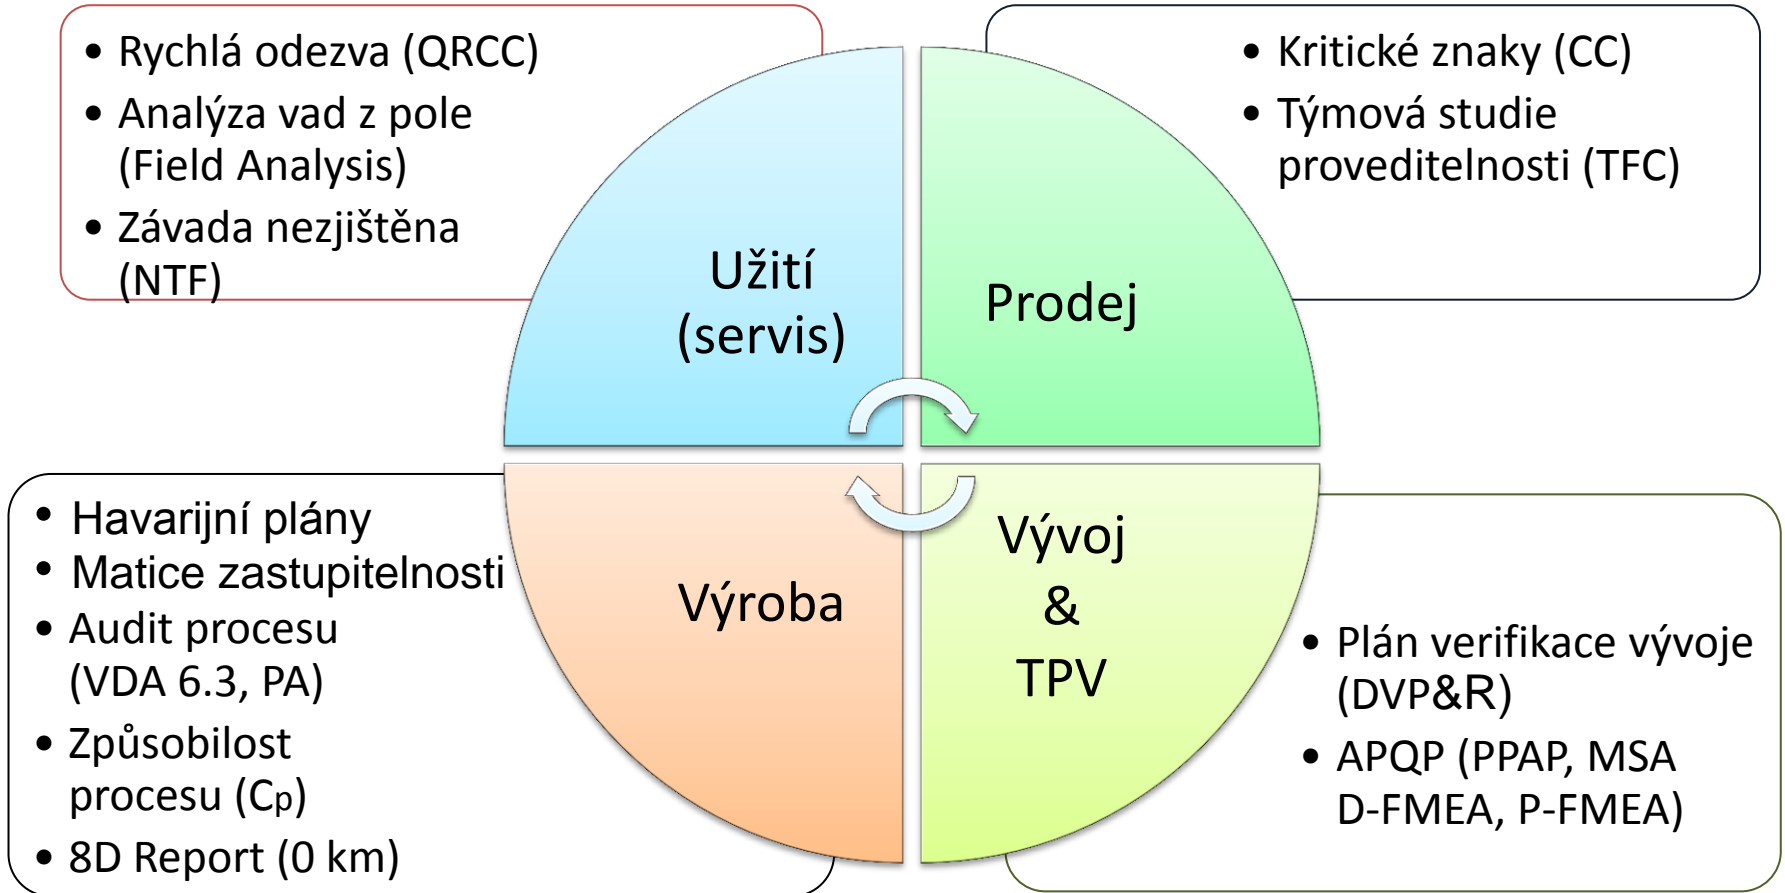 • Rychlá odezva (QRCC)
• Analýza vad z pole
(Field Analysis)
• Závada nezjištěna
(NTF)
• Kritické znaky (CC)
• Týmová studie
proveditelnosti (TFC)
Užití
(servis)
Prodej
• Havarijní plány
• Matice zastupitelnosti
• Audit procesu
(VDA 6.3, PA)
• Způsobilost
procesu (Cp)
• 8D Report (0 km)
Výroba
Vývoj
&
TPV
• Plán verifikace vývoje
(DVP&R)
• APQP (PPAP, MSA
D-FMEA, P-FMEA)